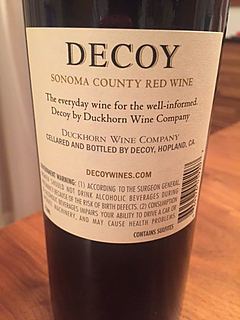 DECOY
SONOMA COUNTY RED WINE
The everyday wine for the well-informed.
Decoy by Duckhorn Wine Company
DUCKHORN WINE COMPANY
CELLARED AND BOTTLED BY DECOY, HOPLAND, CA.
DECOYWINES.COM
WARNING: (1) ACCORDING TO THE SURGEON GENERAL,
SHOULD NOT DRINK ALCOHOLIC BEVERAGES DURING
BECAUSE OF THE RISK OF BIRTH DEFECTS. (2) CONSUMPTION
BEVERAGES IMPAIRS YOUR ABILITY TO DRIVE A CAR OR
MACHINERY, AND MAY CAUSE HEALTH PROBLEMS.
CONTAINS SULFITES